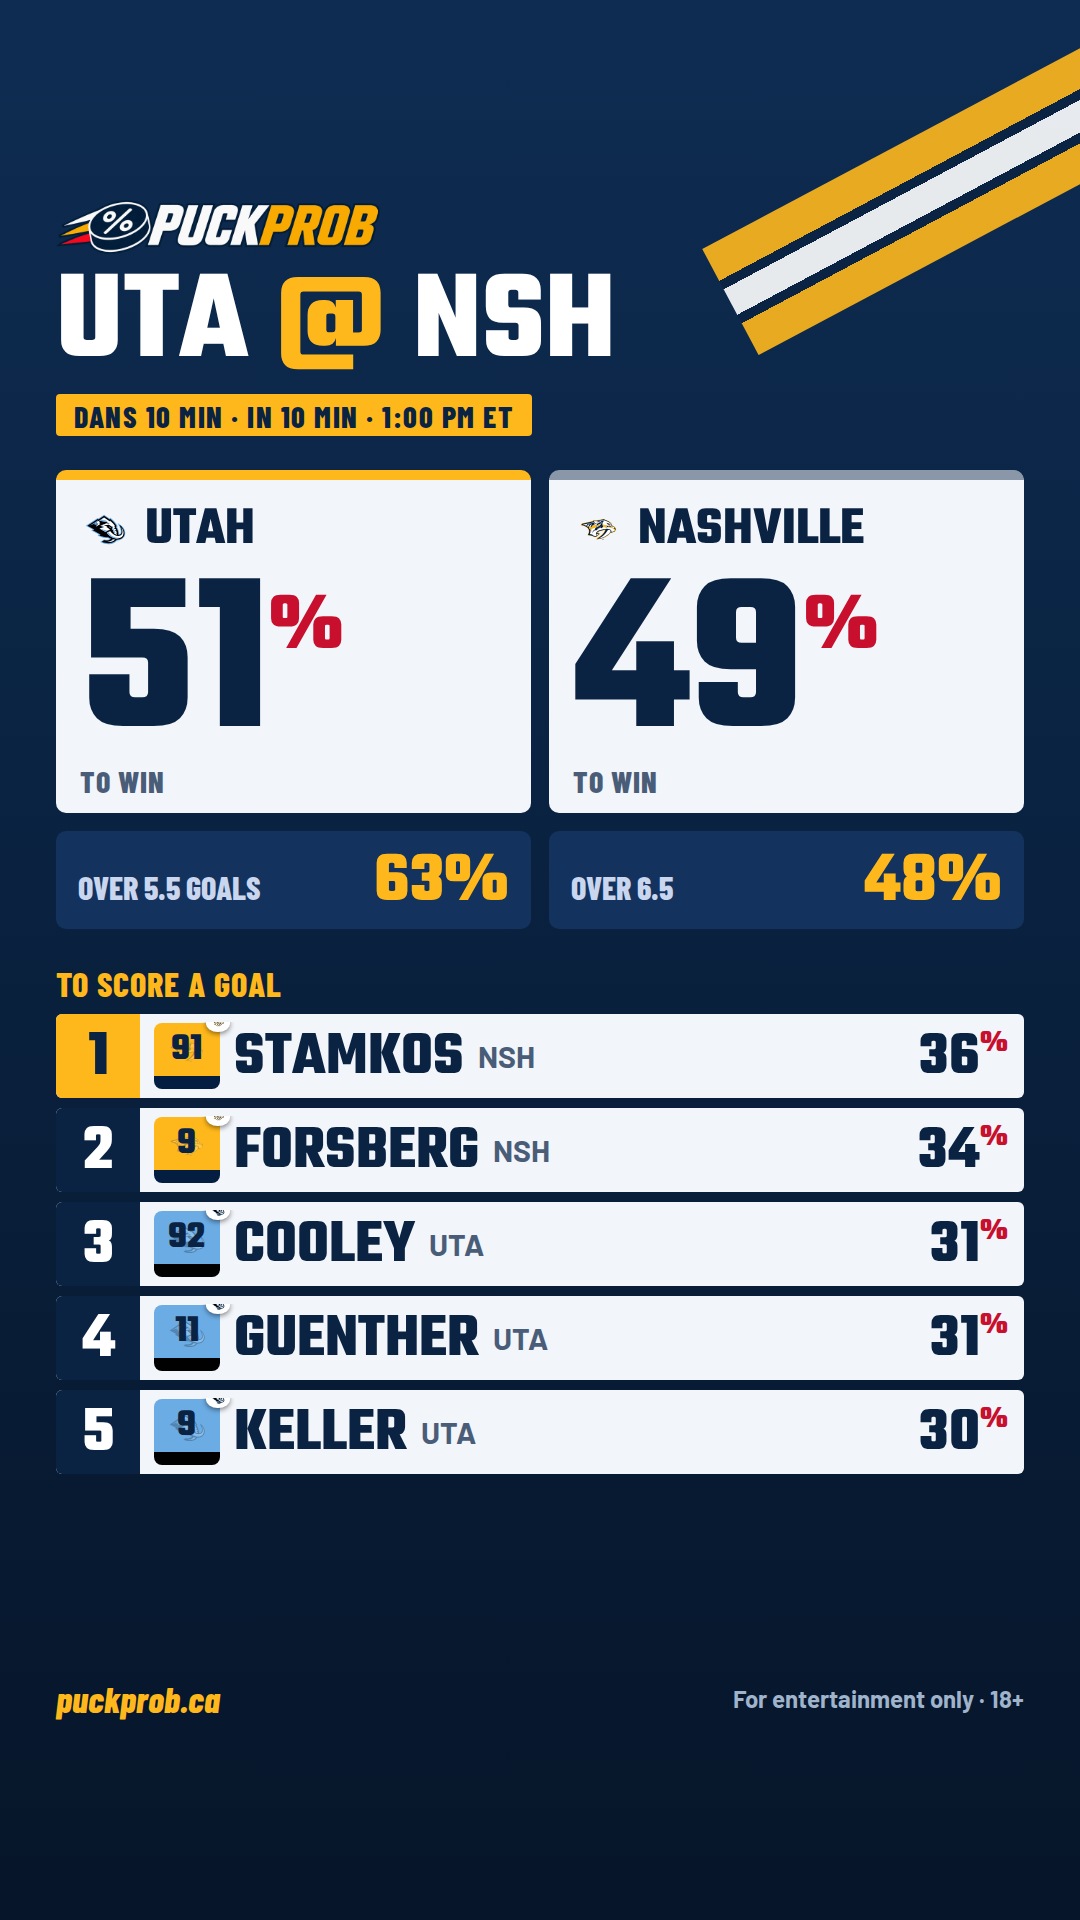 % PUCKPROB
UTA @ NSH
DANS 10 MIN · IN 10 MIN · 1:00 PM ET
UTAH
51%
TO WIN
NASHVILLE
49%
TO WIN
OVER 5.5 GOALS 63%
OVER 6.5 48%
TO SCORE A GOAL
1 91 STAMKOS NSH 36%
2 9 FORSBERG NSH 34%
3 92 COOLEY UTA 31%
4 11 GUENTHER UTA 31%
5 9 KELLER UTA 30%
puckprob.ca
For entertainment only · 18+